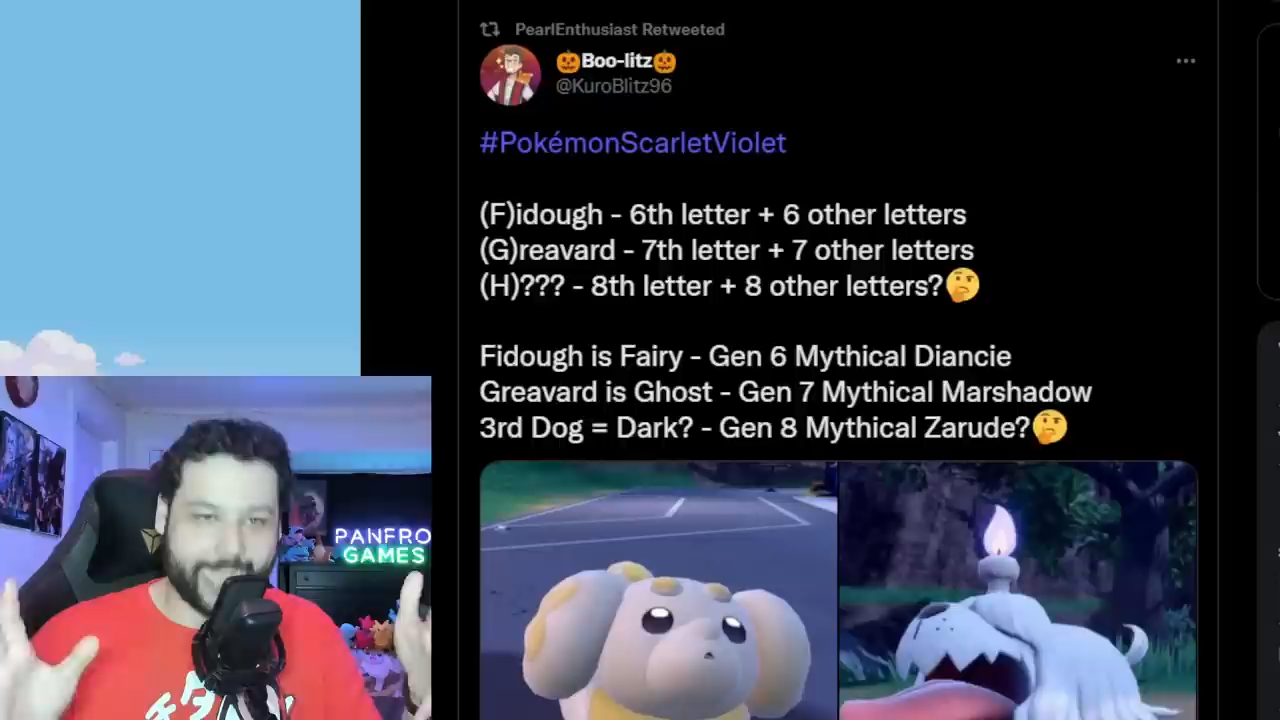 PearlEnthusiast Retweeted
🎃Boo-litz🎃
@KuroBlitz96
#PokémonScarletViolet
(F)idough - 6th letter + 6 other letters
(G)reavard - 7th letter + 7 other letters
(H)??? - 8th letter + 8 other letters?🤔
Fidough is Fairy - Gen 6 Mythical Diancie
Greavard is Ghost - Gen 7 Mythical Marshadow
3rd Dog = Dark? - Gen 8 Mythical Zarude?🤔
PANFRO
GAMES